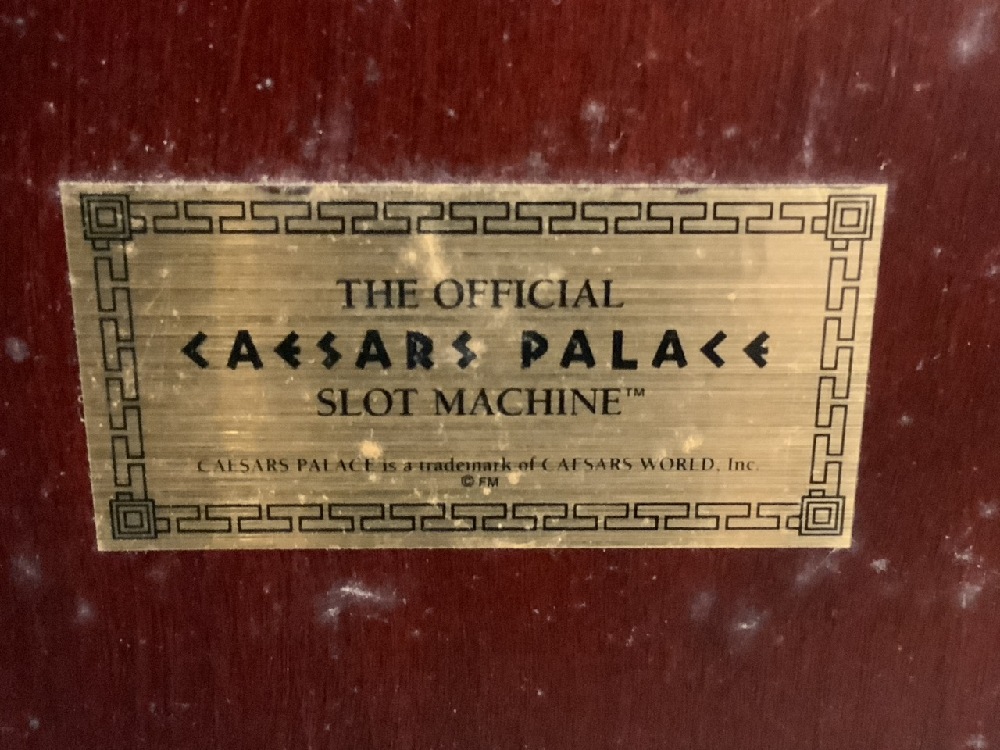 THE OFFICIAL
CAESARS PALACE
SLOT MACHINE™
CAESARS PALACE is a trademark of CAESARS WORLD, Inc.
© FM